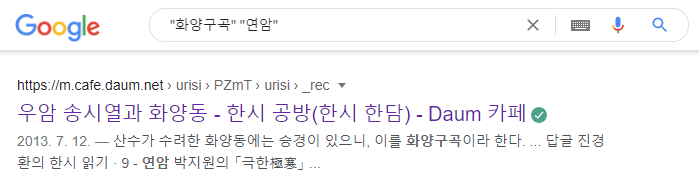 Google "화양구곡" "연암"
https://m.cafe.daum.net › urisi › PZmT › urisi › _rec
우암 송시열과 화양동 - 한시 공방(한시 한담) - Daum 카페
2013. 7. 12. — 산수가 수려한 화양동에는 승경이 있으니, 이를 화양구곡이라 한다. ... 답글 진경
환의 한시 읽기 · 9 - 연암 박지원의 「극한極寒」 ...